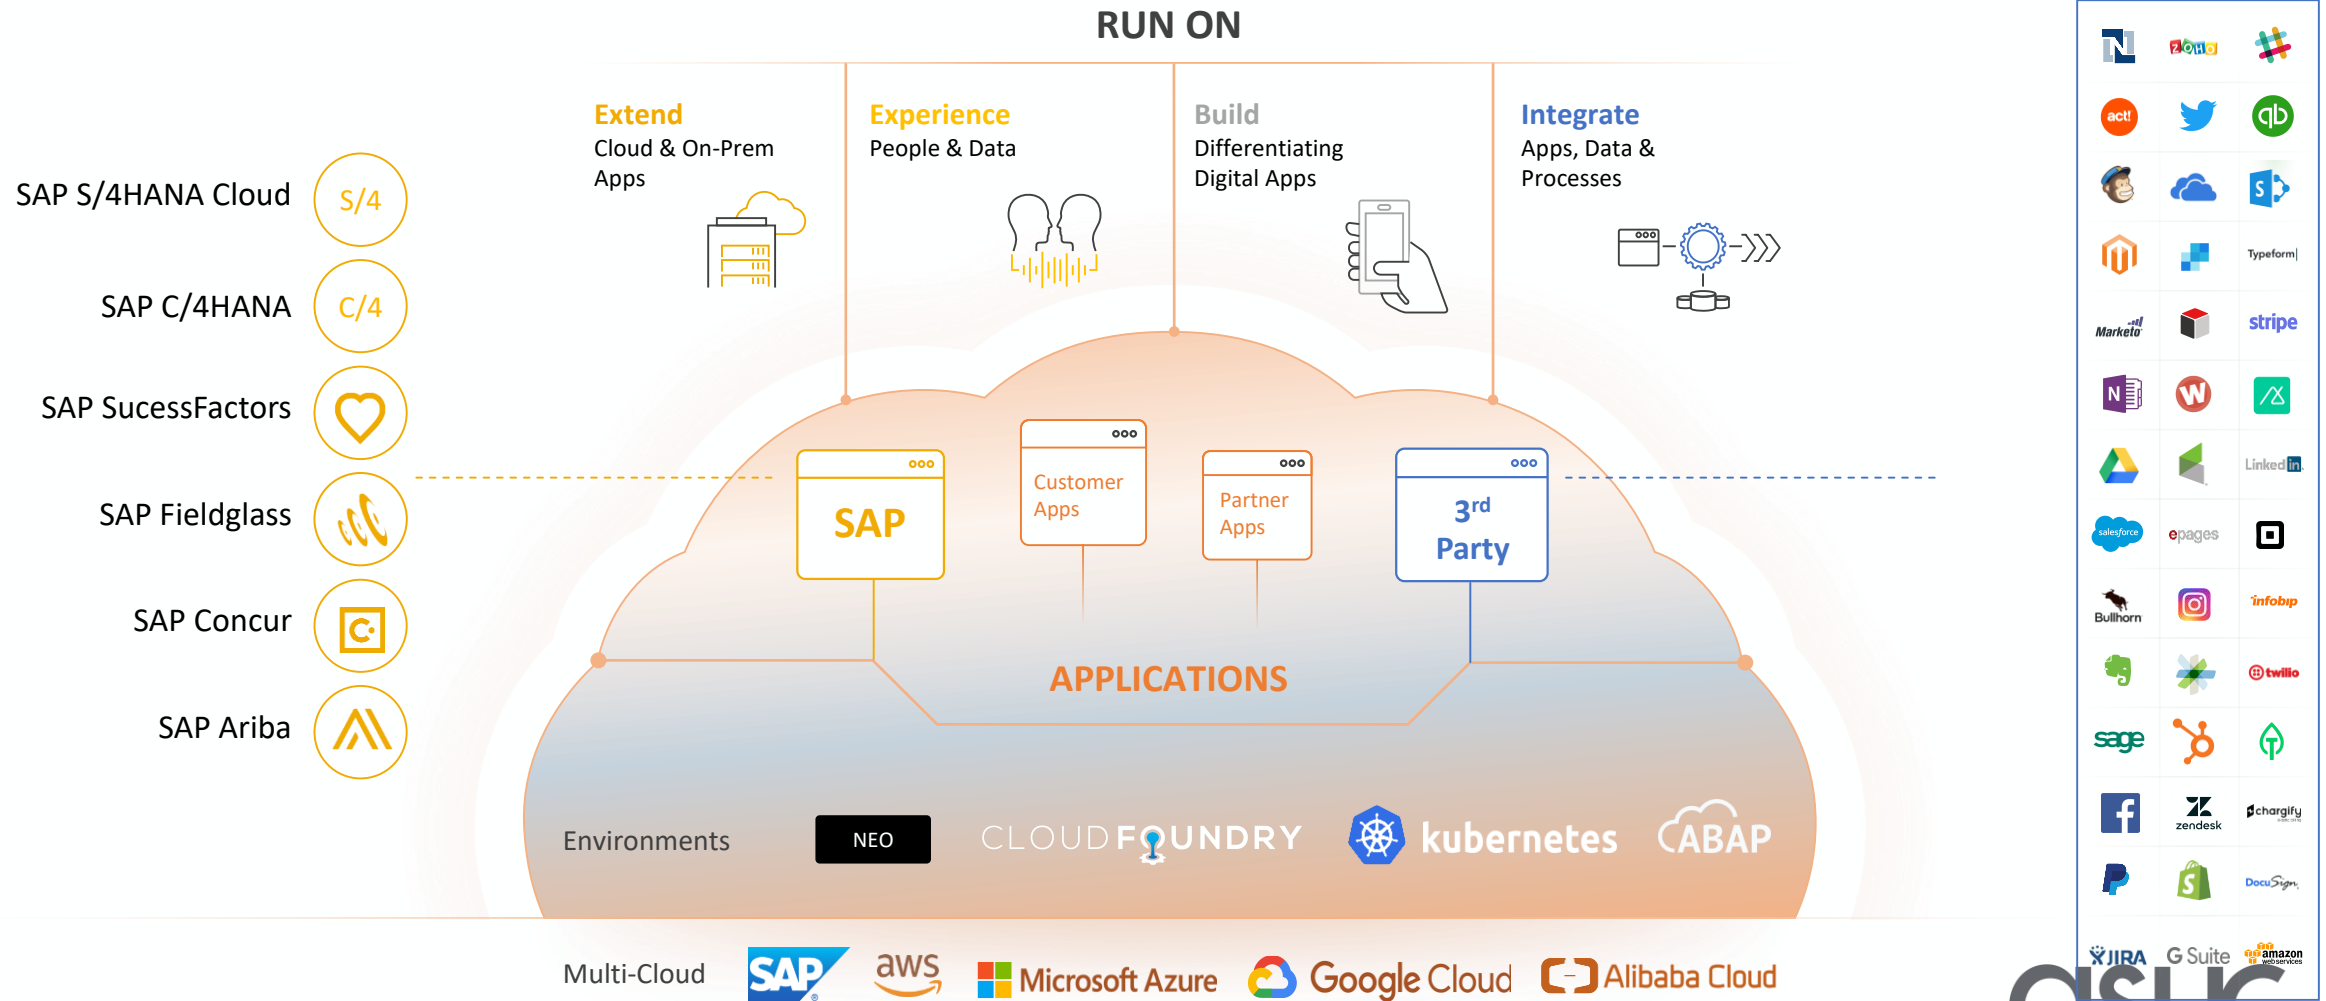 RUN ON
Extend
Cloud & On-Prem
Apps
Experience
People & Data
Build
Differentiating
Digital Apps
Integrate
Apps, Data &
Processes
SAP S/4HANA Cloud
S/4
SAP C/4HANA
C/4
SAP SucessFactors
SAP Fieldglass
SAP Concur
C
SAP Ariba
SAP
Customer
Apps
Partner
Apps
3rd
Party
APPLICATIONS
Environments
NEO
CLOUD FOUNDRY
kubernetes
ABAP
Multi-Cloud
SAP
aws
Microsoft Azure
Google Cloud
Alibaba Cloud
N
ZOHO
act!
qb
S
Typeform
Marketo
stripe
N
W
Linked in
salesforce
epages
Bullhorn
infobip
twilio
sage
zendesk
chargify
S
DocuSign
JIRA
G Suite
amazon
webservices